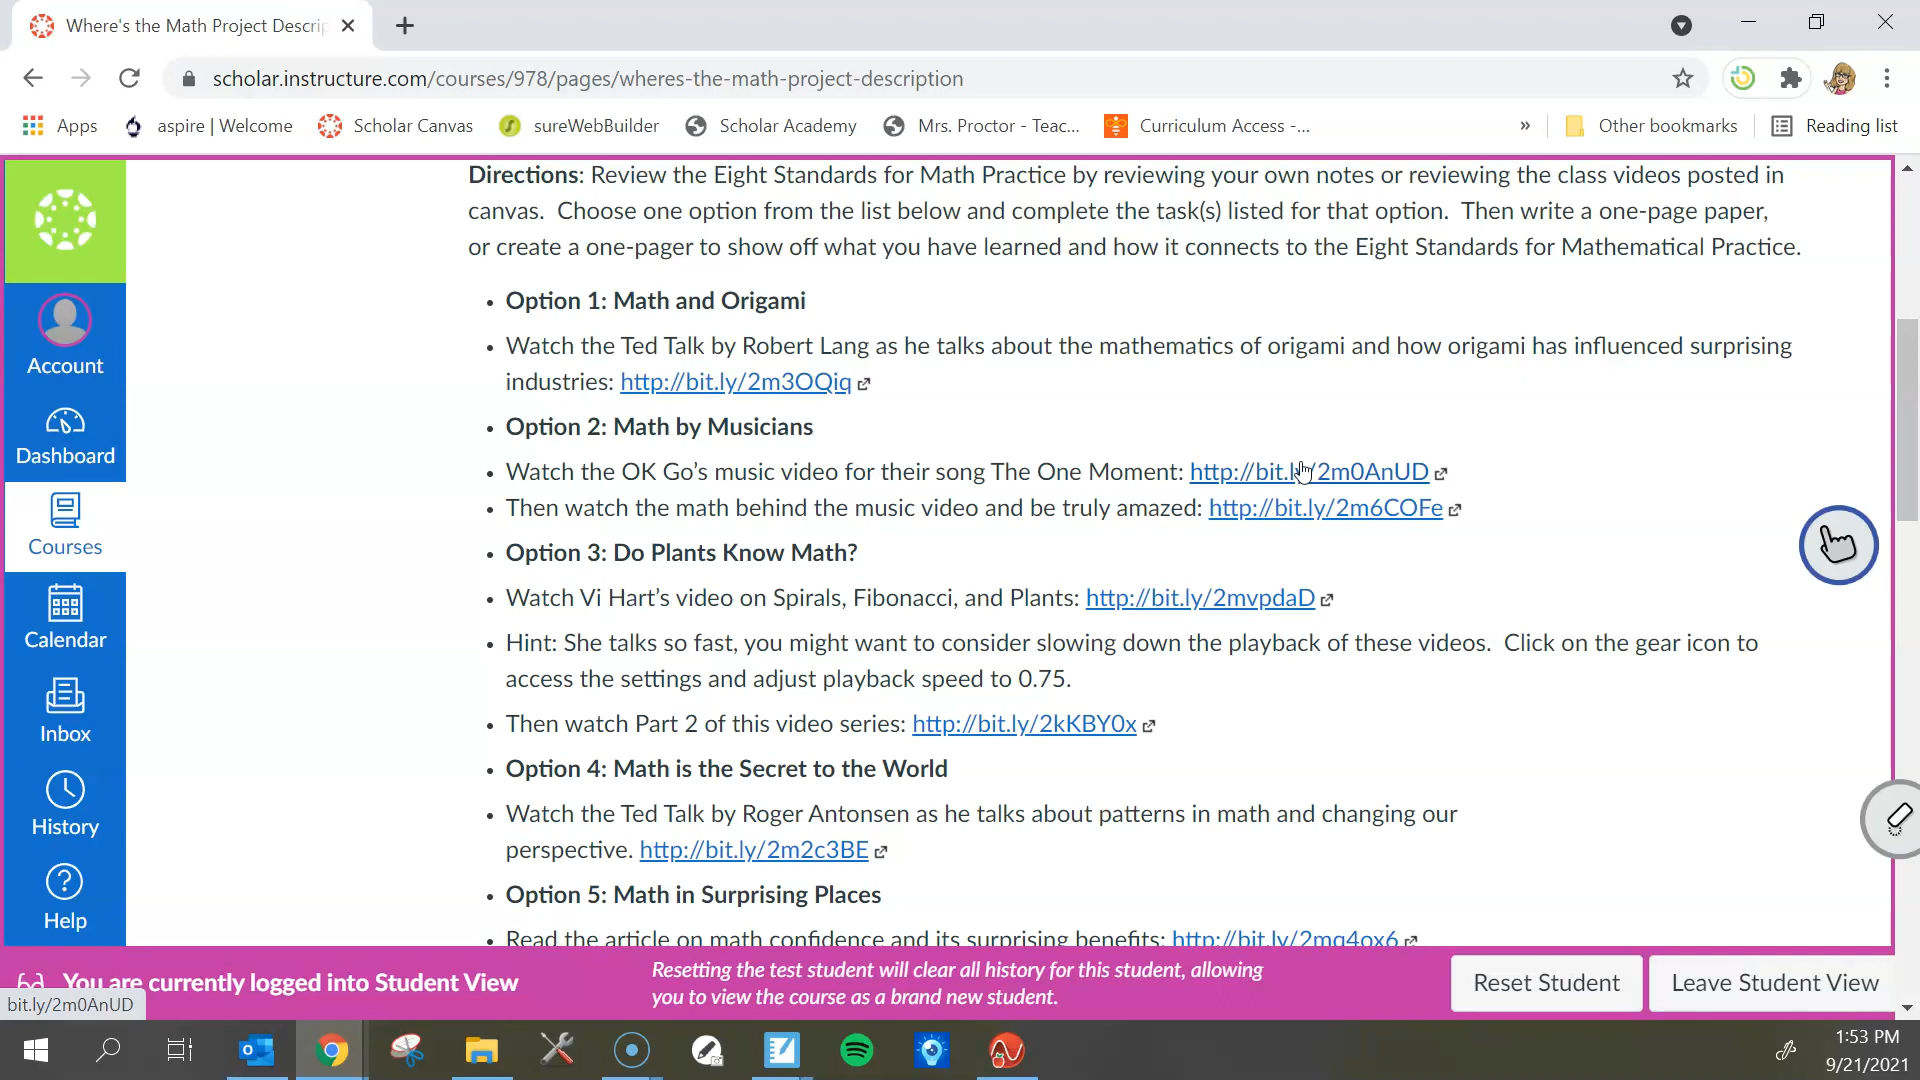 Where's the Math Project Descrip
scholar.instructure.com/courses/978/pages/wheres-the-math-project-description
Apps
aspire | Welcome
Scholar Canvas
sureWebBuilder
Scholar Academy
Mrs. Proctor - Teac...
Curriculum Access -...
»
Other bookmarks
Reading list
Directions: Review the Eight Standards for Math Practice by reviewing your own notes or reviewing the class videos posted in
canvas.  Choose one option from the list below and complete the task(s) listed for that option.  Then write a one-page paper,
or create a one-pager to show off what you have learned and how it connects to the Eight Standards for Mathematical Practice.
• Option 1: Math and Origami
• Watch the Ted Talk by Robert Lang as he talks about the mathematics of origami and how origami has influenced surprising
industries: http://bit.ly/2m3OQiq
• Option 2: Math by Musicians
• Watch the OK Go’s music video for their song The One Moment: http://bit.ly/2m0AnUD
• Then watch the math behind the music video and be truly amazed: http://bit.ly/2m6COFe
• Option 3: Do Plants Know Math?
• Watch Vi Hart’s video on Spirals, Fibonacci, and Plants: http://bit.ly/2mvpdaD
• Hint: She talks so fast, you might want to consider slowing down the playback of these videos.  Click on the gear icon to
access the settings and adjust playback speed to 0.75.
• Then watch Part 2 of this video series: http://bit.ly/2kKBY0x
• Option 4: Math is the Secret to the World
• Watch the Ted Talk by Roger Antonsen as he talks about patterns in math and changing our
perspective. http://bit.ly/2m2c3BE
• Option 5: Math in Surprising Places
• Read the article on math confidence and its surprising benefits: http://bit.ly/2mq4ox6
Account
Dashboard
Courses
Calendar
Inbox
History
Help
You are currently logged into Student View
Resetting the test student will clear all history for this student, allowing
you to view the course as a brand new student.
Reset Student
Leave Student View
bit.ly/2m0AnUD
1:53 PM
9/21/2021